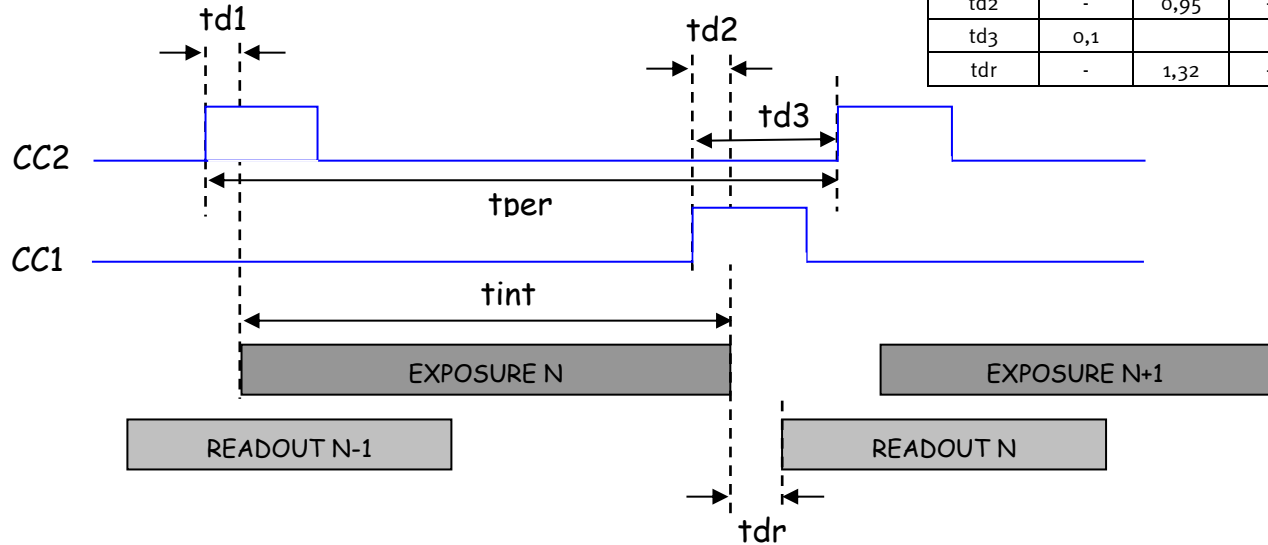 td1
td2
td2 - 0,95 -
td3 0,1
tdr - 1,32 -
td3
CC2
tper
CC1
tint
EXPOSURE N EXPOSURE N+1
READOUT N-1 READOUT N
tdr